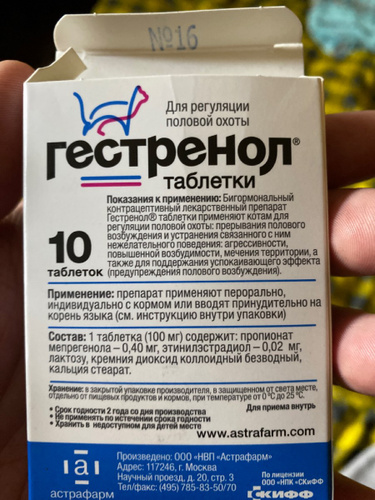 №16
Для регуляции
половой охоты
гестренол®
таблетки
10
таблеток
Показания к применению: Бигормональный
контрацептивный лекарственный препарат
Гестренол® таблетки применяют котам для
регуляции половой охоты: прерывания полового
возбуждения и устранения связанного с ним
нежелательного поведения: агрессивности,
повышенной возбудимости, мечения территории, а
также для поддержания успокаивающего эффекта
(предупреждения полового возбуждения).
Применение: препарат применяют перорально,
индивидуально с кормом или вводят принудительно на
корень языка (см. инструкцию внутри упаковки)
Состав: 1 таблетка (100 мг) содержит: пропионат
мепрегенола – 0,40 мг, этинилэстрадиол – 0,02 мг,
лактозу, кремния диоксид коллоидный безводный,
кальция стеарат.
Хранение: в закрытой упаковке производителя, в защищенном от света месте,
отдельно от пищевых продуктов и кормов, при температуре от 0 °C до 25 °C.
• Срок годности 2 года со дня производства
• Не применять по истечении срока годности
• Хранить в недоступном для детей месте
Для приема внутрь
www.astrafarm.com
астрафарм
Произведено: ООО «НВП «Астрафарм»
Адрес: 117246, г. Москва
Научный проезд, д. 20, стр. 3
Тел/факс: (495) 785-83-50/70
По лицензии
ООО «НПК «СКиФФ»
СКИФФ